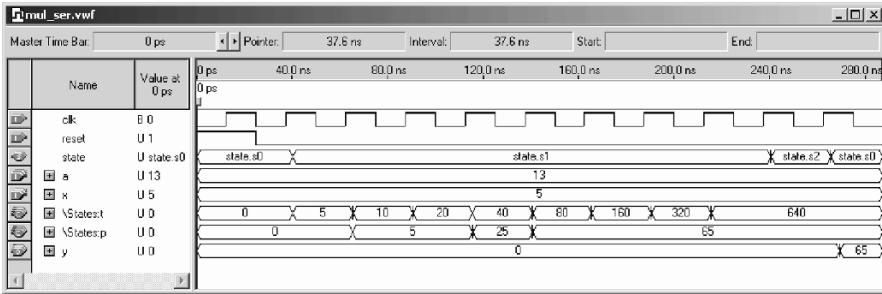 mul_ser.vwf
Master Time Bar: 0 ps Pointer: 37.6 ns Interval: 37.6 ns Start: End:
Name Value at 0 ps 0 ps 40.0 ns 80.0 ns 120.0 ns 160.0 ns 200.0 ns 240.0 ns 280.0 ns
0 ps
clk B 0
reset U 1
state U state.s0 state.s0 state.s1 state.s2 state.s0
a U 13 13
x U 5 5
\States:t U 0 0 5 10 20 40 80 160 320 640
\States:p U 0 0 5 25 65
y U 0 0 65